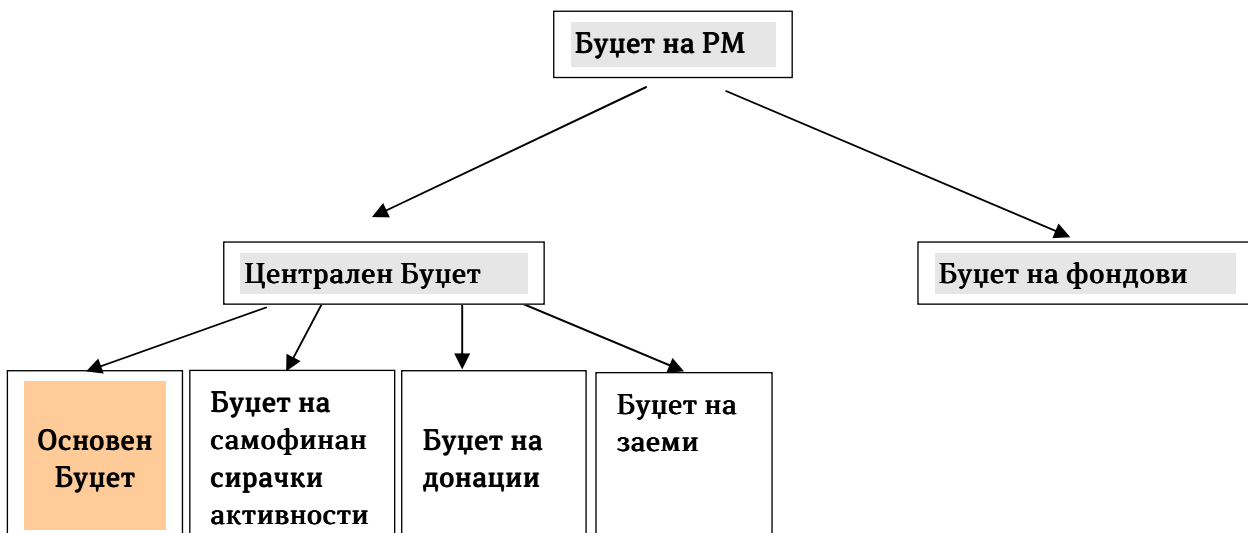 Буџет на РМ
Централен Буџет
Буџет на фондови
Основен
Буџет
Буџет на
самофинан
сирачки
активности
Буџет на
донации
Буџет на
заеми